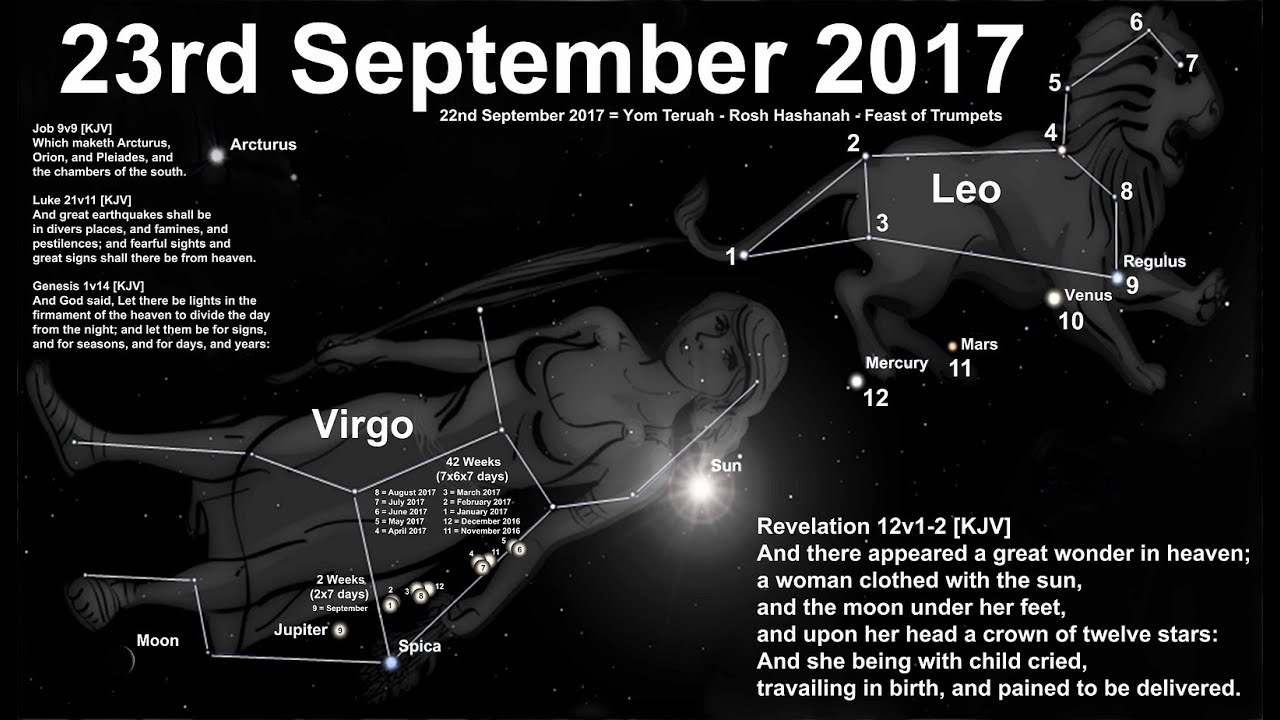 23rd September 2017
22nd September 2017 = Yom Teruah - Rosh Hashanah - Feast of Trumpets
Job 9v9 [KJV]
Which maketh Arcturus,
Orion, and Pleiades, and
the chambers of the south.
Luke 21v11 [KJV]
And great earthquakes shall be
in divers places, and famines, and
pestilences; and fearful sights and
great signs shall there be from heaven.
Genesis 1v14 [KJV]
And God said, Let there be lights in the
firmament of the heaven to divide the day
from the night; and let them be for signs,
and for seasons, and for days, and years:
Arcturus
6
7
5
4
2
Leo
8
3
1
Regulus
9
Venus
10
Mars
11
Mercury
12
Virgo
Sun
42 Weeks
(7x6x7 days)
8 = August 2017 3 = March 2017
7 = July 2017 2 = February 2017
6 = June 2017 1 = January 2017
5 = May 2017 12 = December 2016
4 = April 2017 11 = November 2016
5
6
4
11
7
2 Weeks
(2x7 days)
9 = September
2
1
3
12
8
Jupiter
9
Spica
Moon
Revelation 12v1-2 [KJV]
And there appeared a great wonder in heaven;
a woman clothed with the sun,
and the moon under her feet,
and upon her head a crown of twelve stars:
And she being with child cried,
travailing in birth, and pained to be delivered.